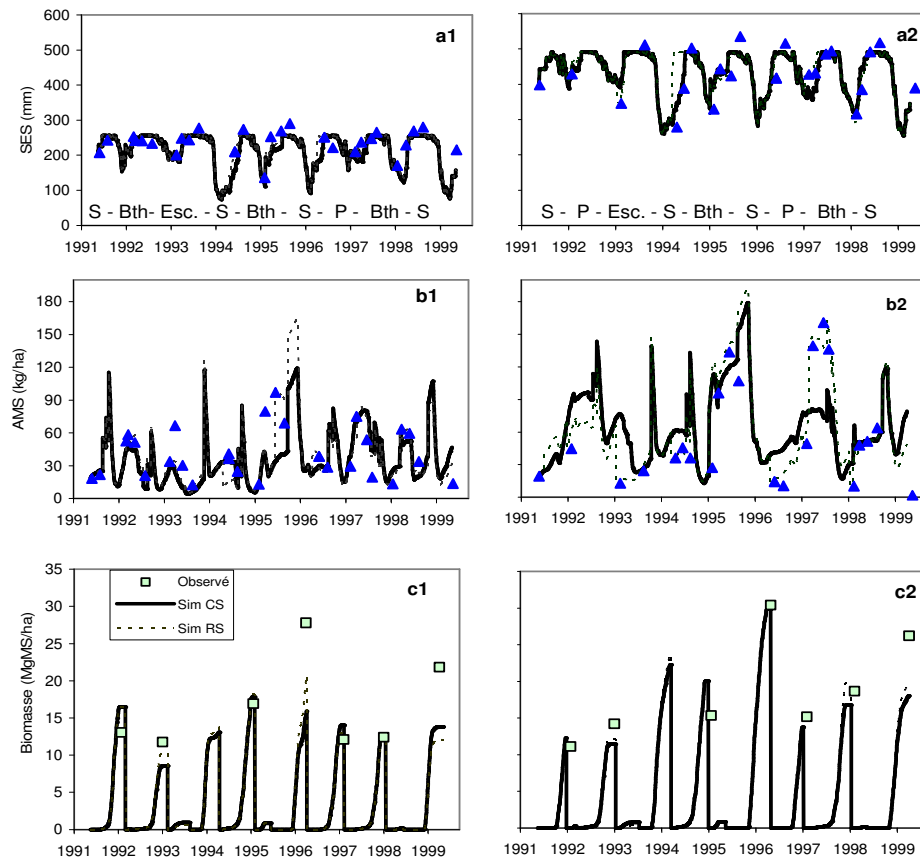 a1
600
500
400
300
200
100
0
SES (mm)
S - Bth- Esc. - S - Bth - S - P - Bth - S
1991 1992 1993 1994 1995 1996 1997 1998 1999
a2
S - P - Esc. - S - Bth - S - P - Bth - S
1991 1992 1993 1994 1995 1996 1997 1998 1999
b1
180
150
120
90
60
30
0
AMS (kg/ha)
1991 1992 1993 1994 1995 1996 1997 1998 1999
b2
1991 1992 1993 1994 1995 1996 1997 1998 1999
c1
Observé
Sim CS
Sim RS
35
30
25
20
15
10
5
0
Biomasse (MgMS/ha)
1991 1992 1993 1994 1995 1996 1997 1998 1999
c2
1991 1992 1993 1994 1995 1996 1997 1998 1999